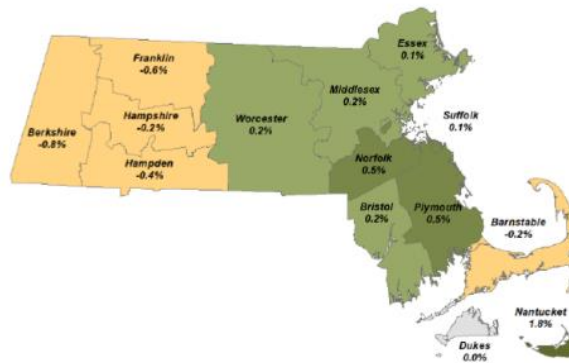 Essex
0.1%
Franklin
-0.6%
Middlesex
0.2%
Suffolk
0.1%
Hampshire
-0.2%
Worcester
0.2%
Berkshire
-0.8%
Norfolk
0.5%
Hampden
-0.4%
Bristol
0.2%
Plymouth
0.5%
Barnstable
-0.2%
Nantucket
1.8%
Dukes
0.0%